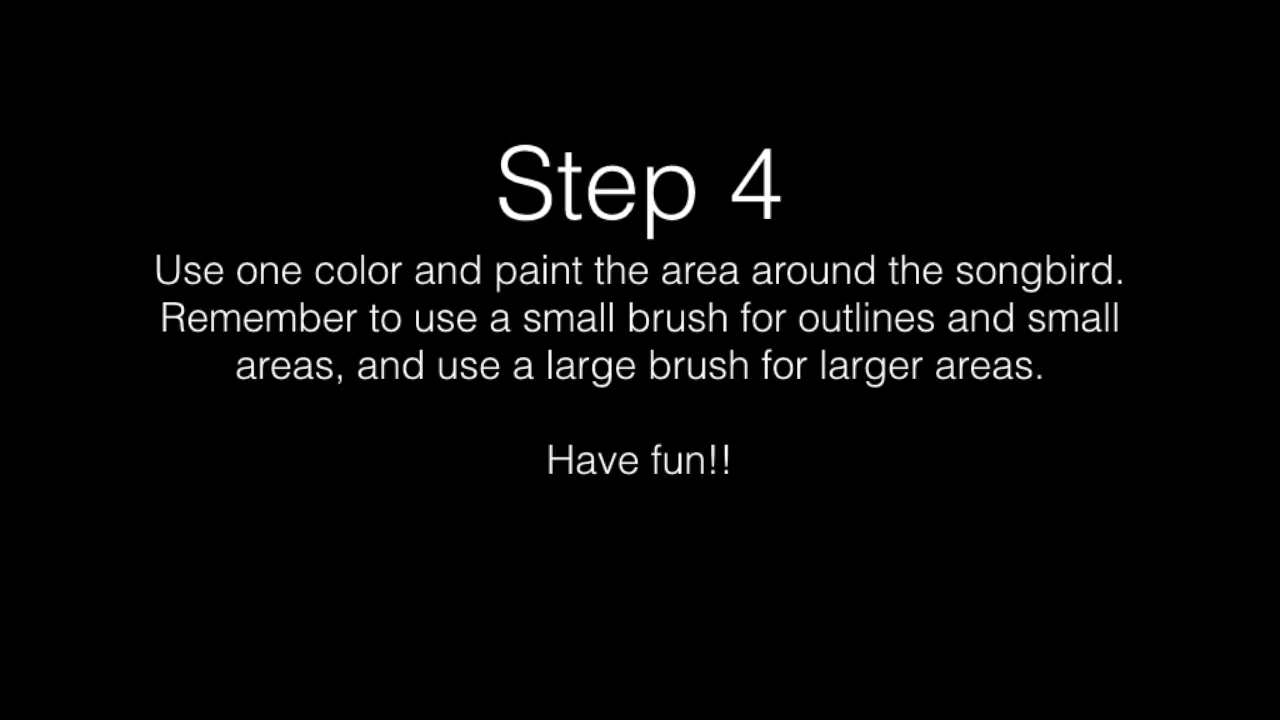 Step 4
Use one color and paint the area around the songbird.
Remember to use a small brush for outlines and small
areas, and use a large brush for larger areas.
Have fun!!